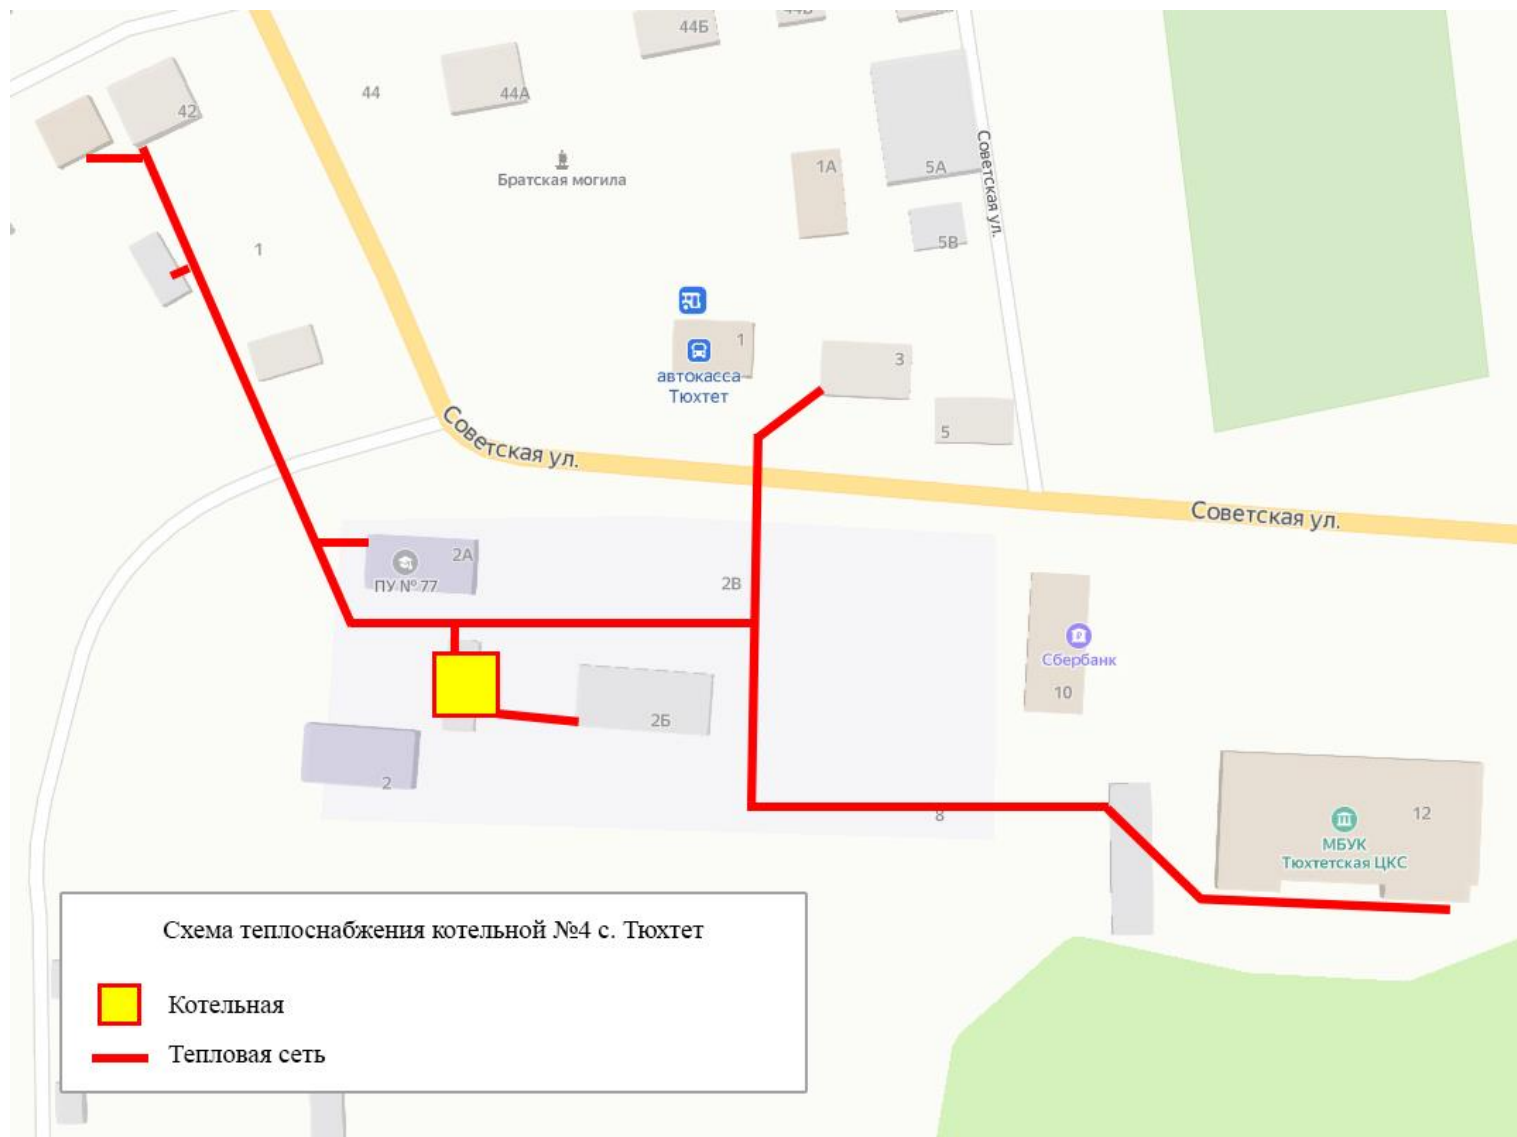 44Б
44В
42
44
44А
Братская могила
1А
5А
Советская ул.
5В
1
1
автокасса
Тюхтет
3
5
Советская ул.
Советская ул.
2А
ПУ № 77
2В
Сбербанк
10
2Б
2
8
12
МБУК
Тюхтетская ЦКС
Схема теплоснабжения котельной №4 с. Тюхтет
Котельная
Тепловая сеть